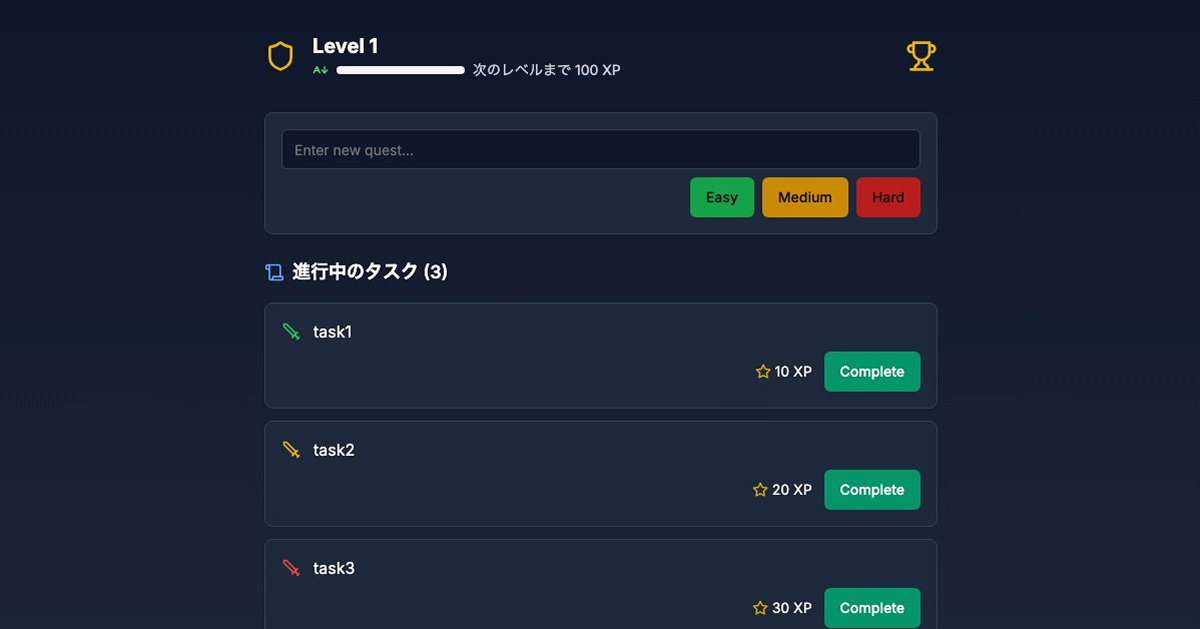 Level 1
次のレベルまで 100 XP
Enter new quest...
Easy Medium Hard
進行中のタスク (3)
task1
10 XP Complete
task2
20 XP Complete
task3
30 XP Complete